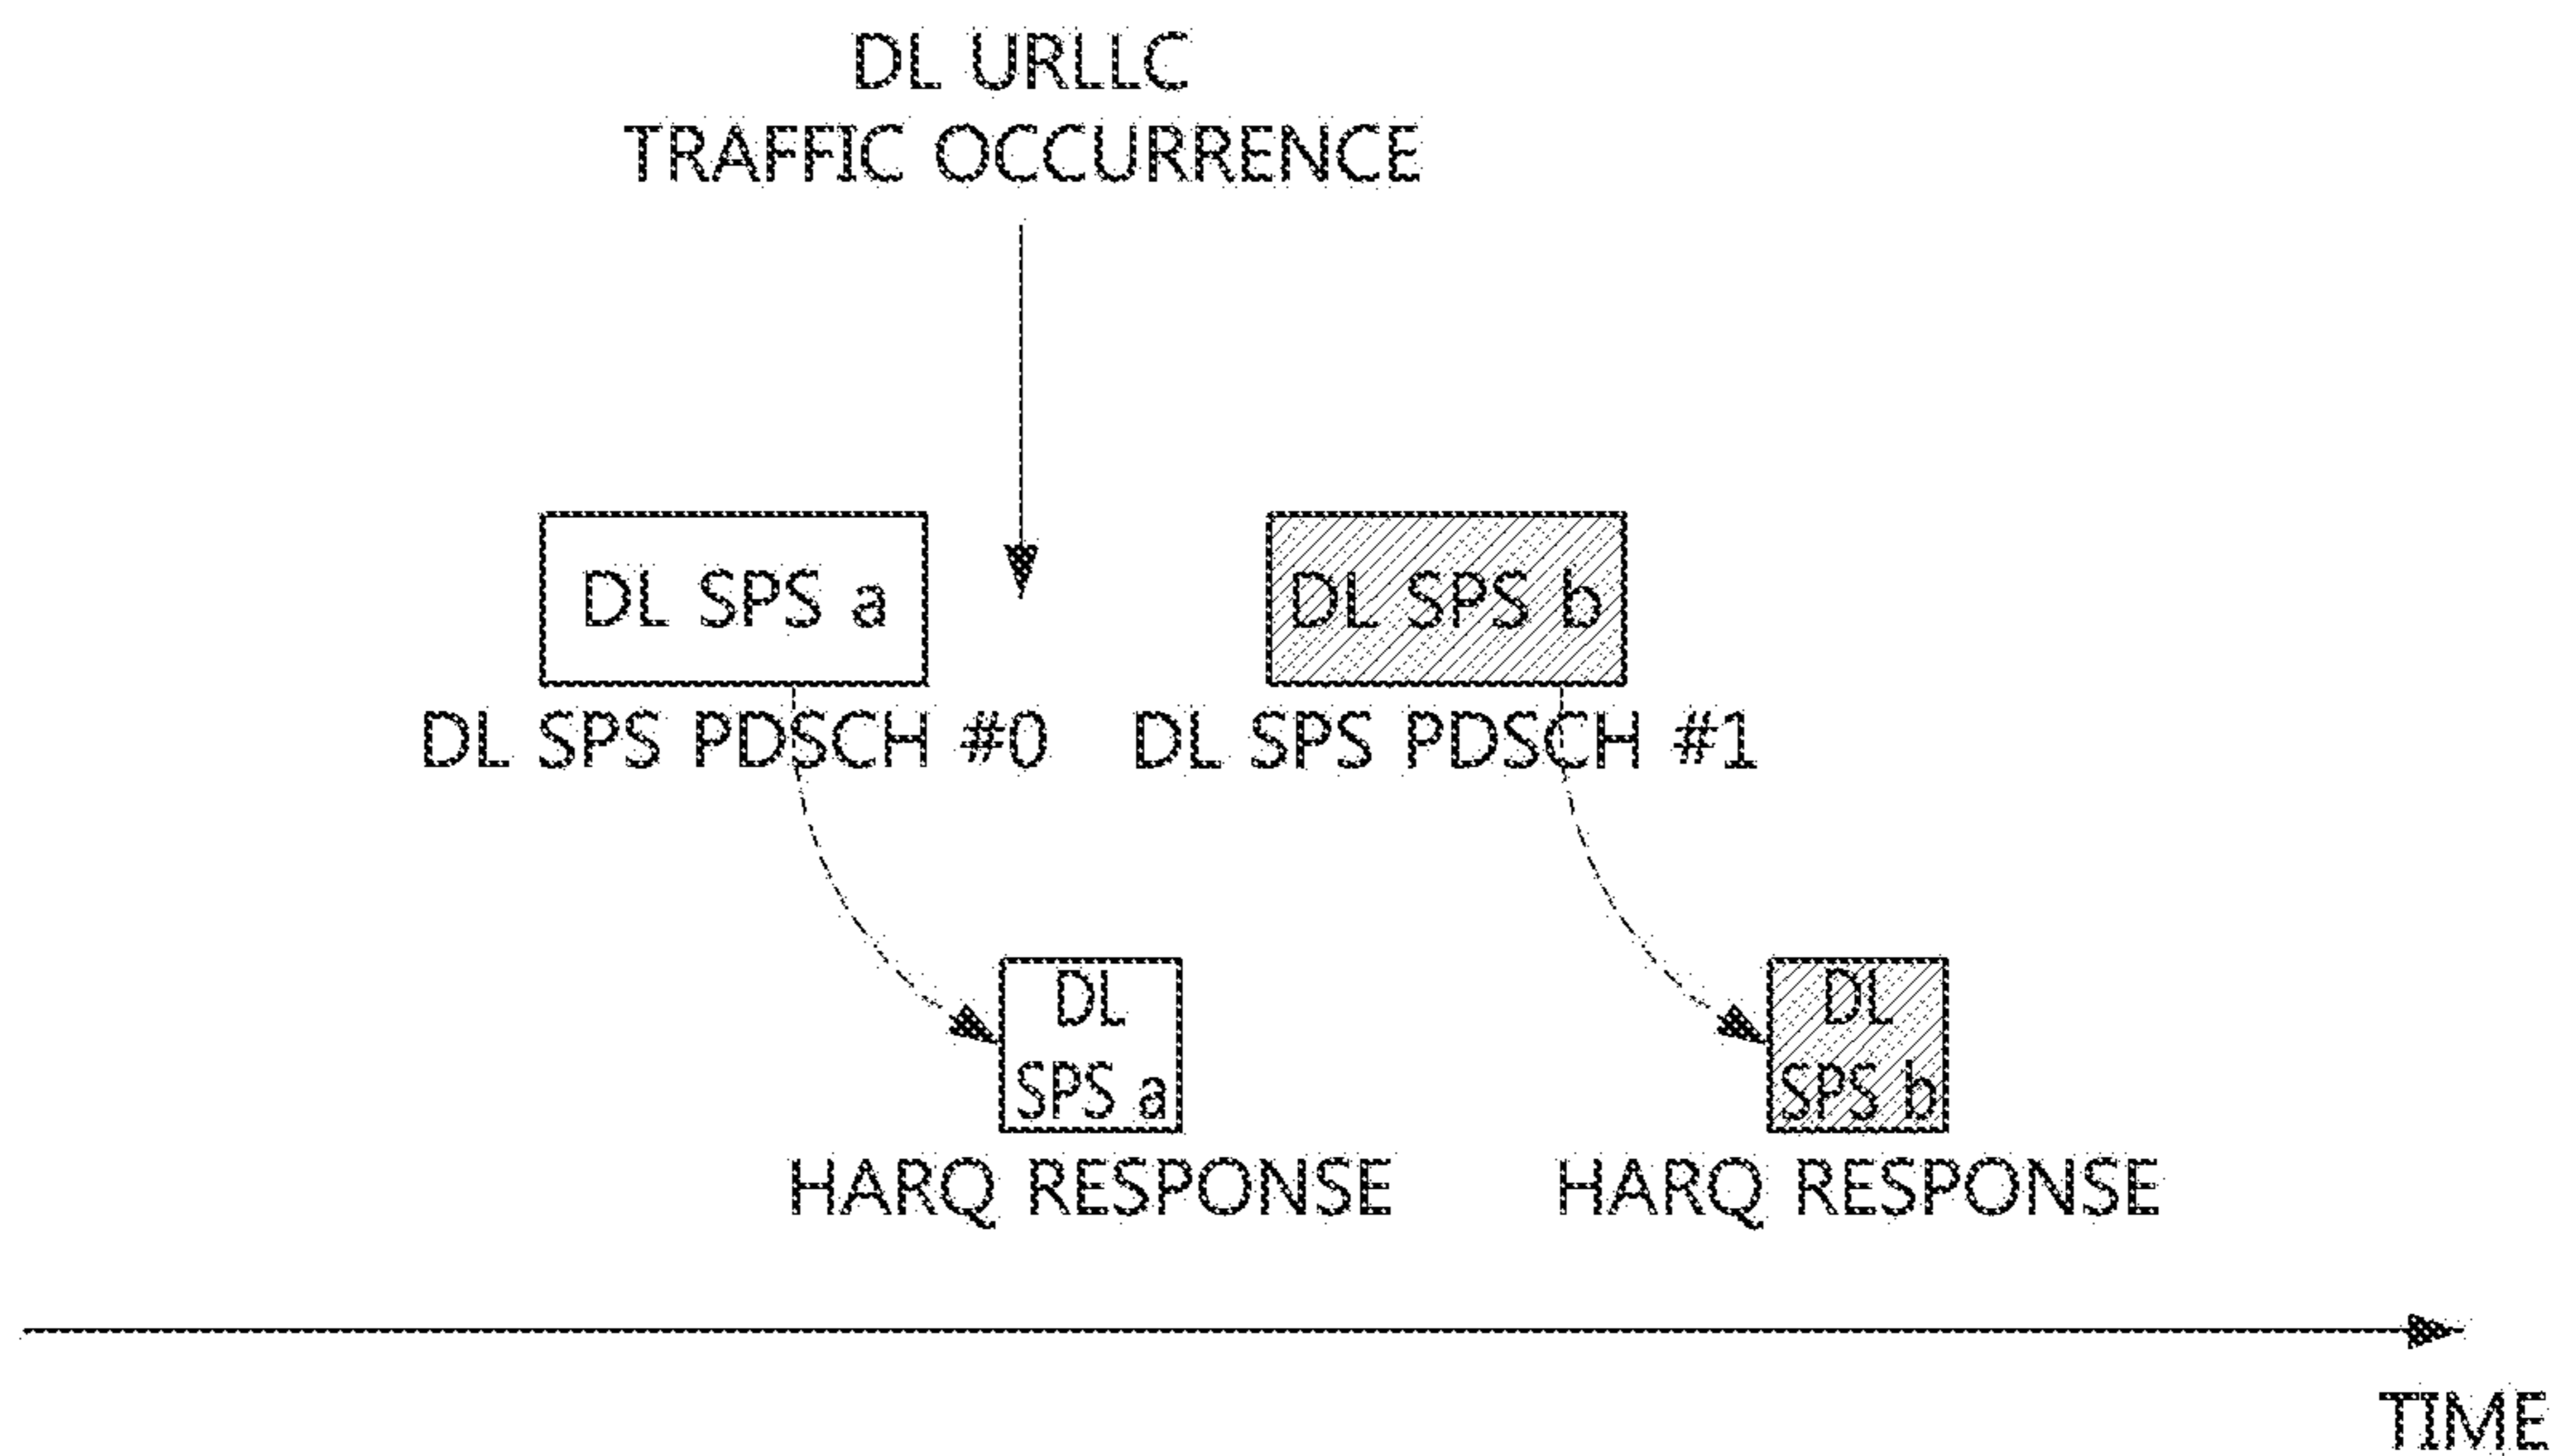 DL URLLC
TRAFFIC OCCURRENCE
DL SPS a
DL SPS b
DL SPS PDSCH #0
DL SPS PDSCH #1
DL
SPS a
DL
SPS b
HARQ RESPONSE
HARQ RESPONSE
TIME